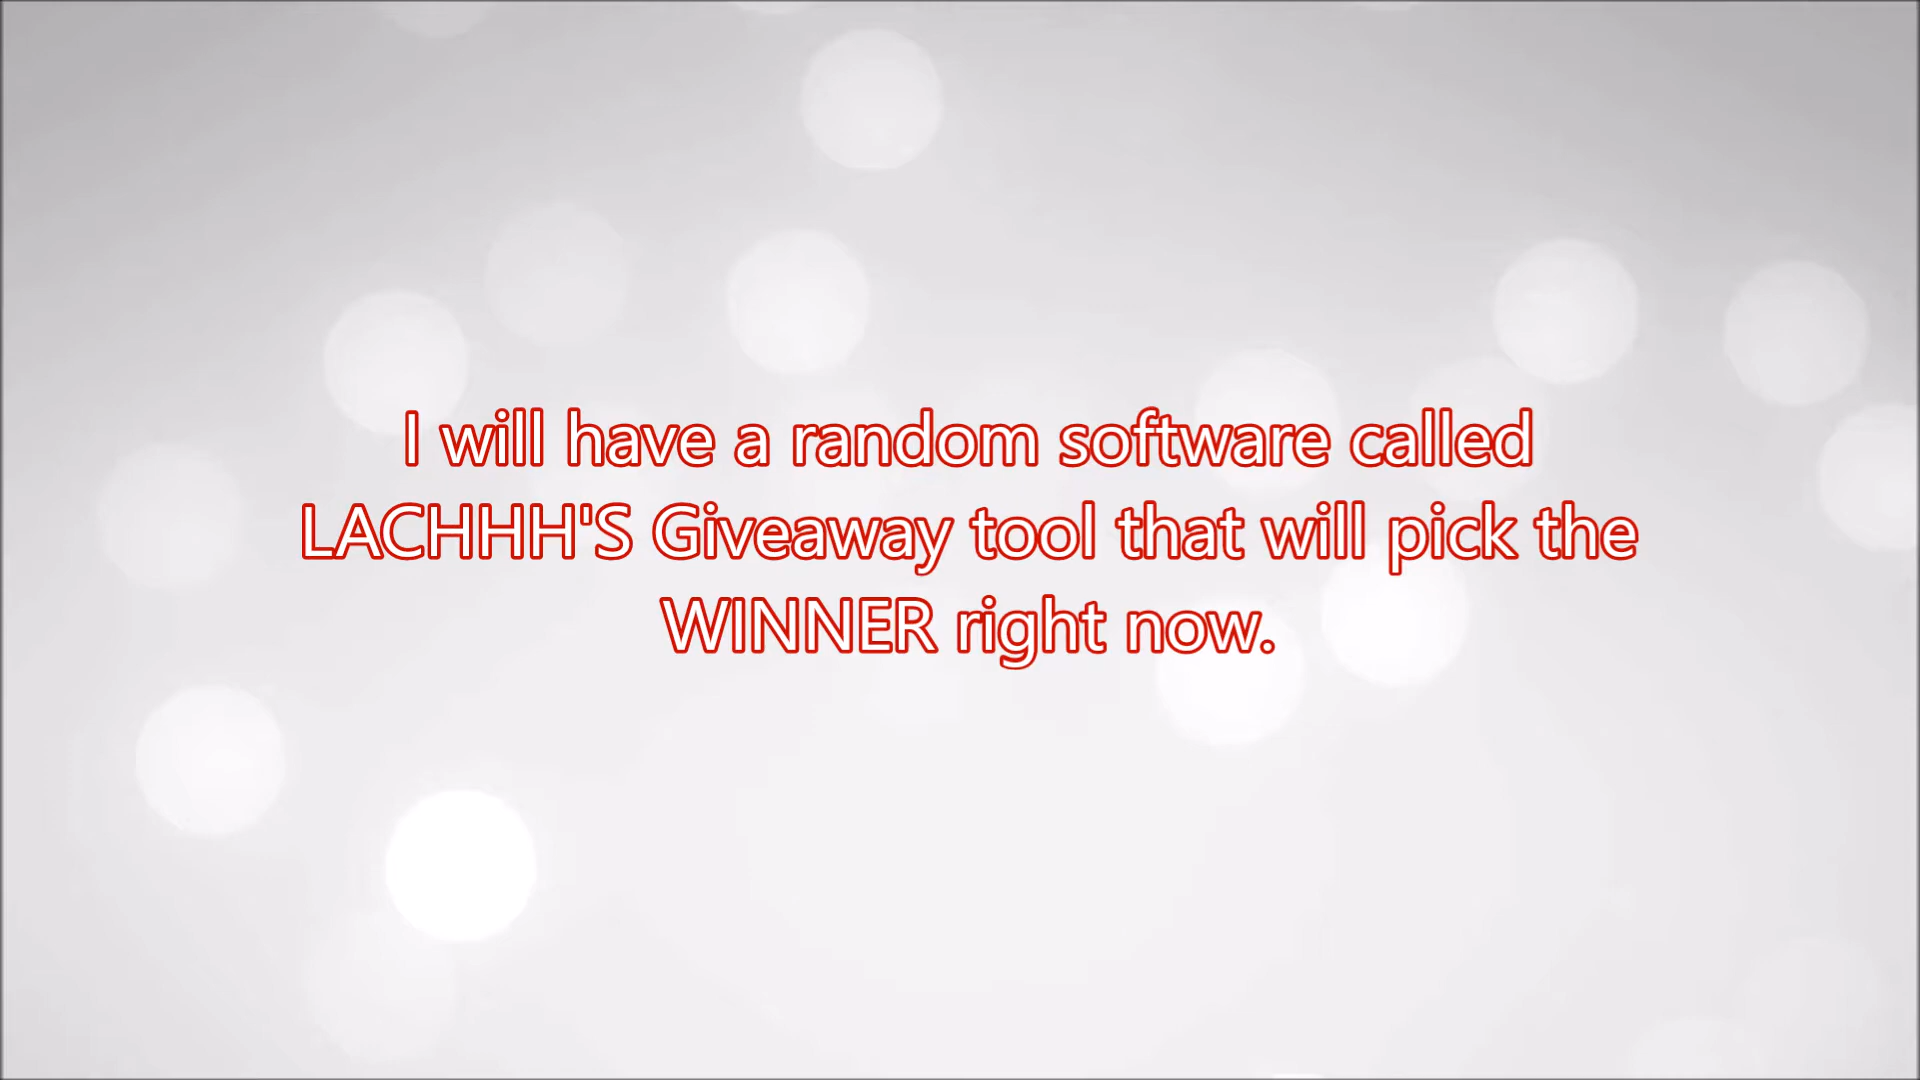 I will have a random software called
LACHHH'S Giveaway tool that will pick the
WINNER right now.